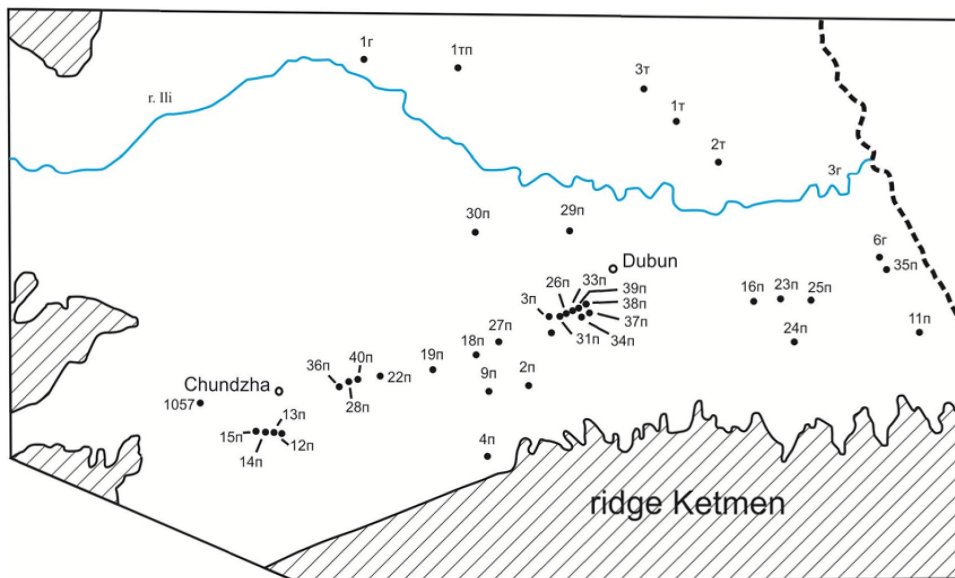 1г
1тп
3т
r. Ili
1т
2т
3г
30п
29п
6г
Dubun
35п
33п
26п
39п
16п
23п
25п
3п
38п
37п
11п
27п
31п
34п
24п
18п
40п
19п
36п
22п
2п
Chundzha
9п
28п
1057
13п
15п
12п
14п
4п
ridge Ketmen